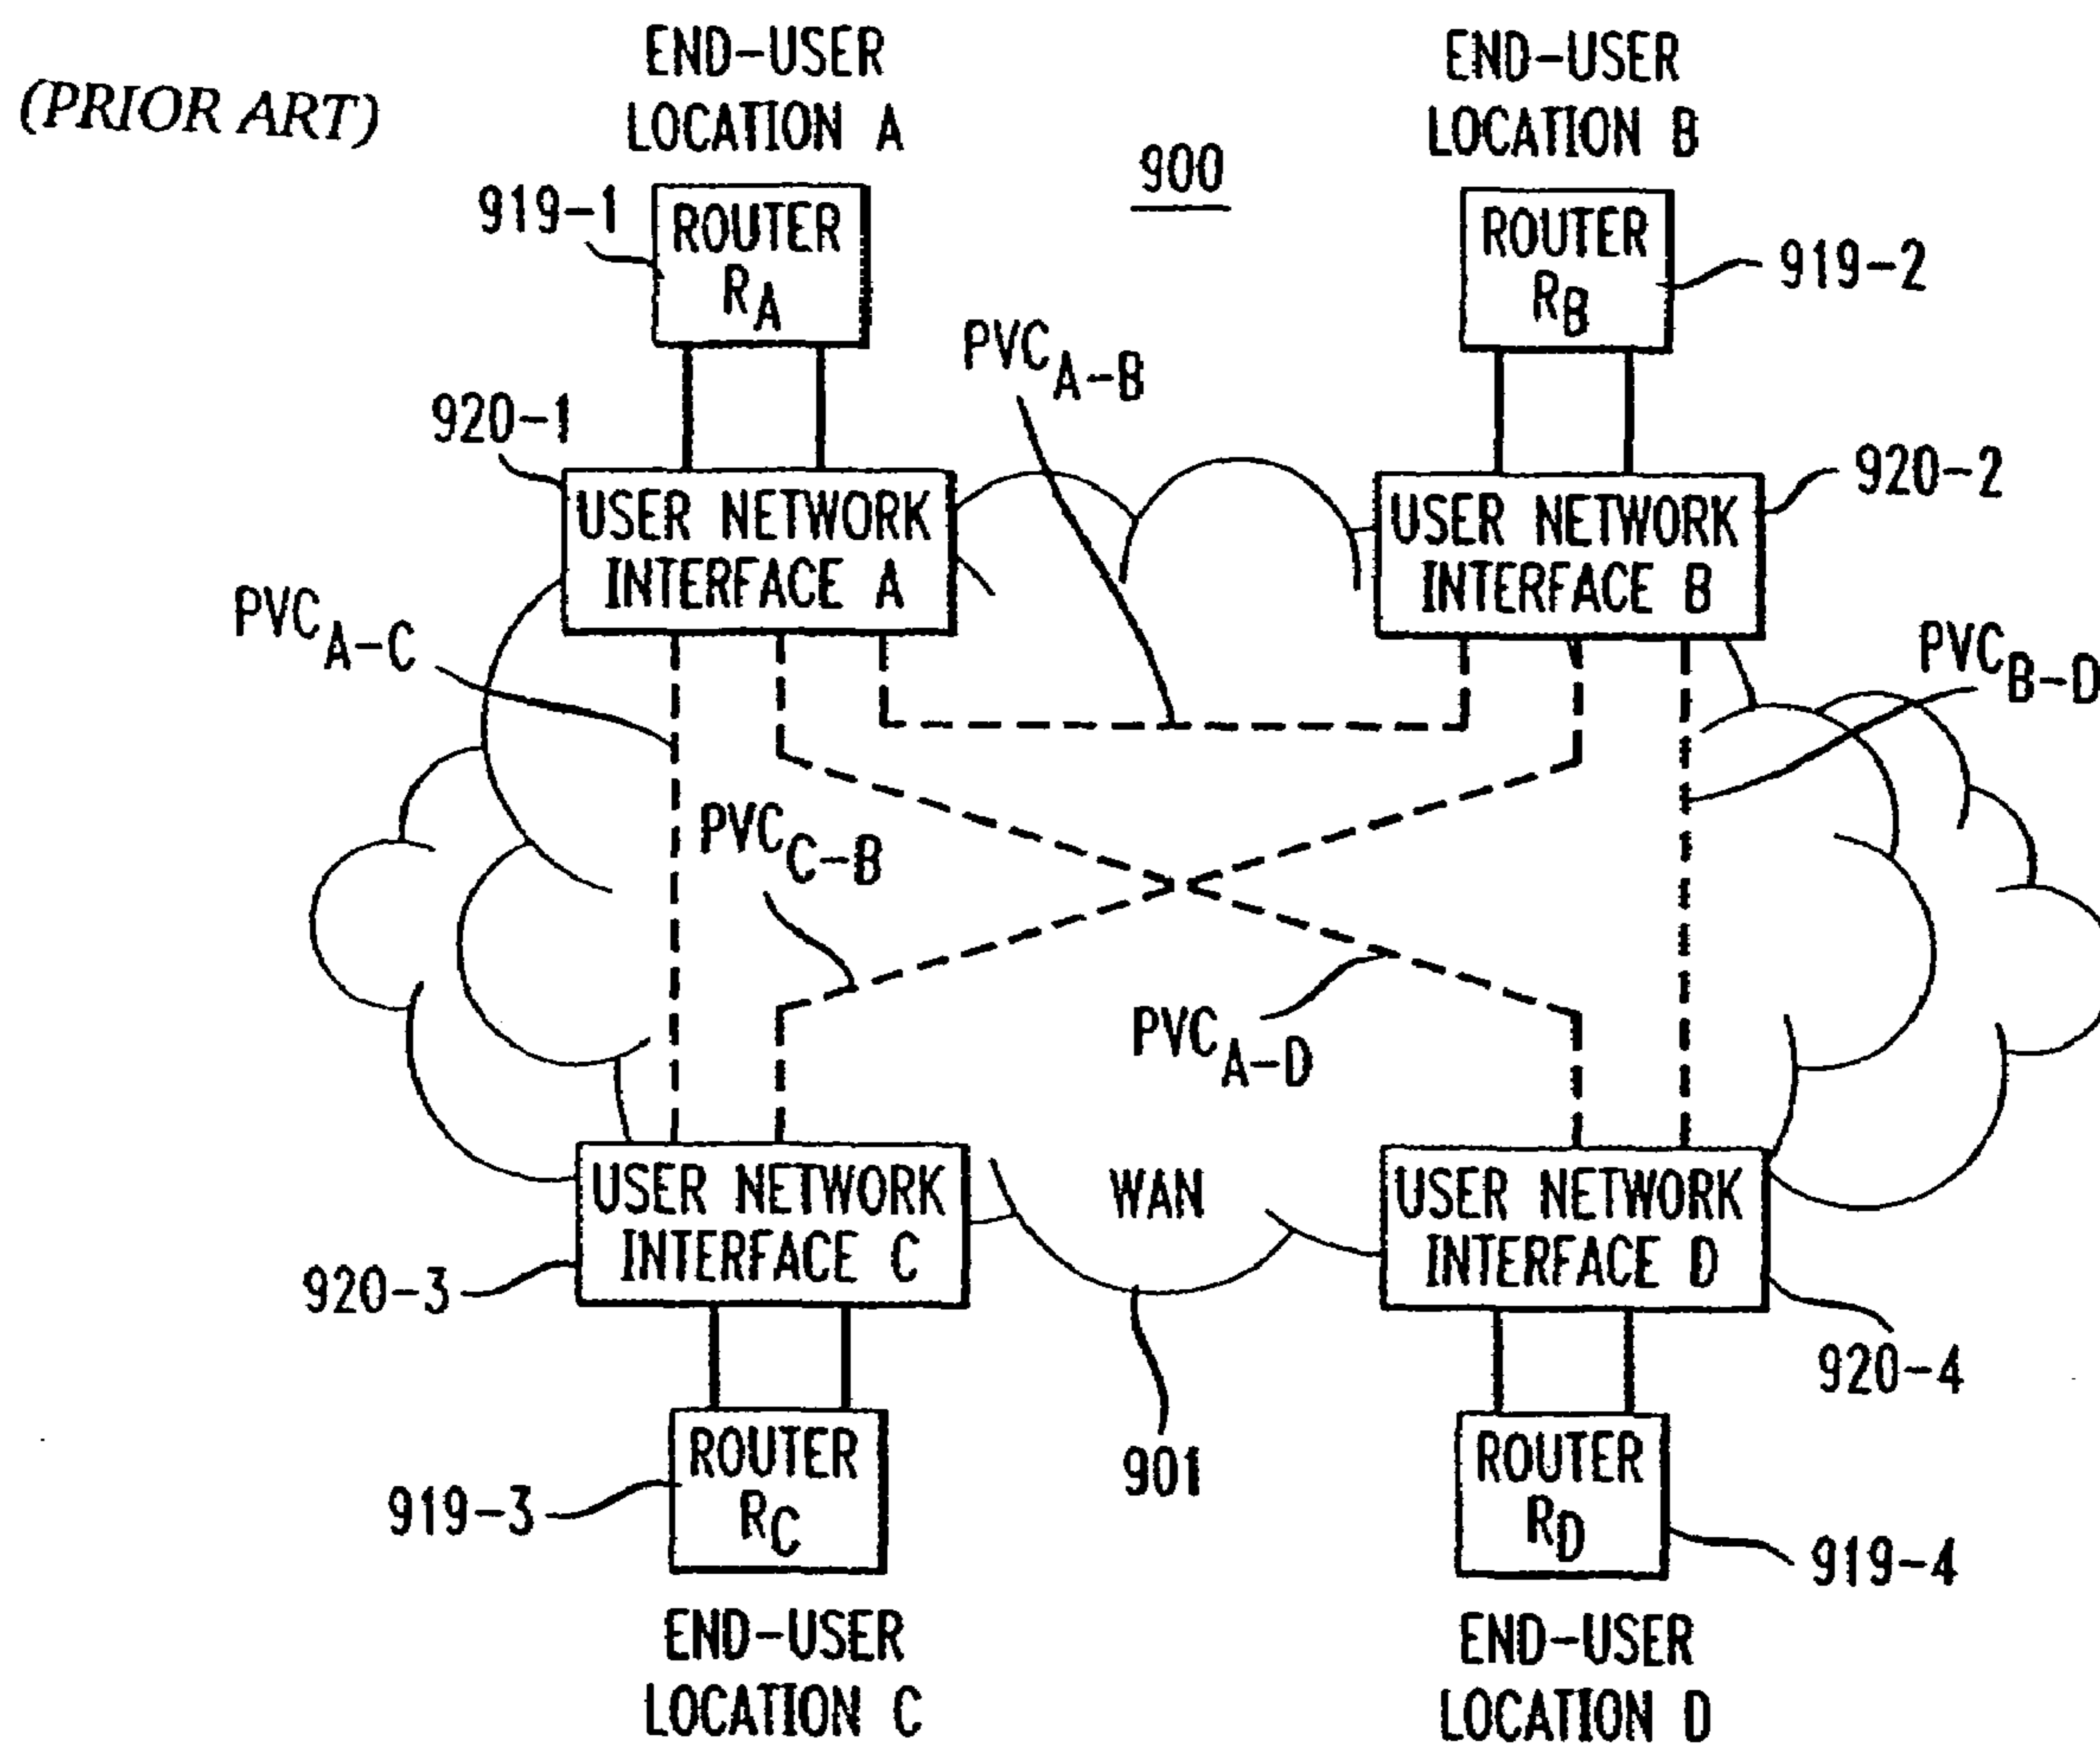 (PRIOR ART)
END-USER
LOCATION A
END-USER
LOCATION B
900
919-1
ROUTER
RA
ROUTER
RB
919-2
PVCA-B
920-1
USER NETWORK
INTERFACE A
USER NETWORK
INTERFACE B
920-2
PVCA-C
PVCB-D
PVCC-B
PVCA-D
USER NETWORK
INTERFACE C
WAN
USER NETWORK
INTERFACE D
920-3
920-4
901
919-3
ROUTER
RC
ROUTER
RD
919-4
END-USER
LOCATION C
END-USER
LOCATION D